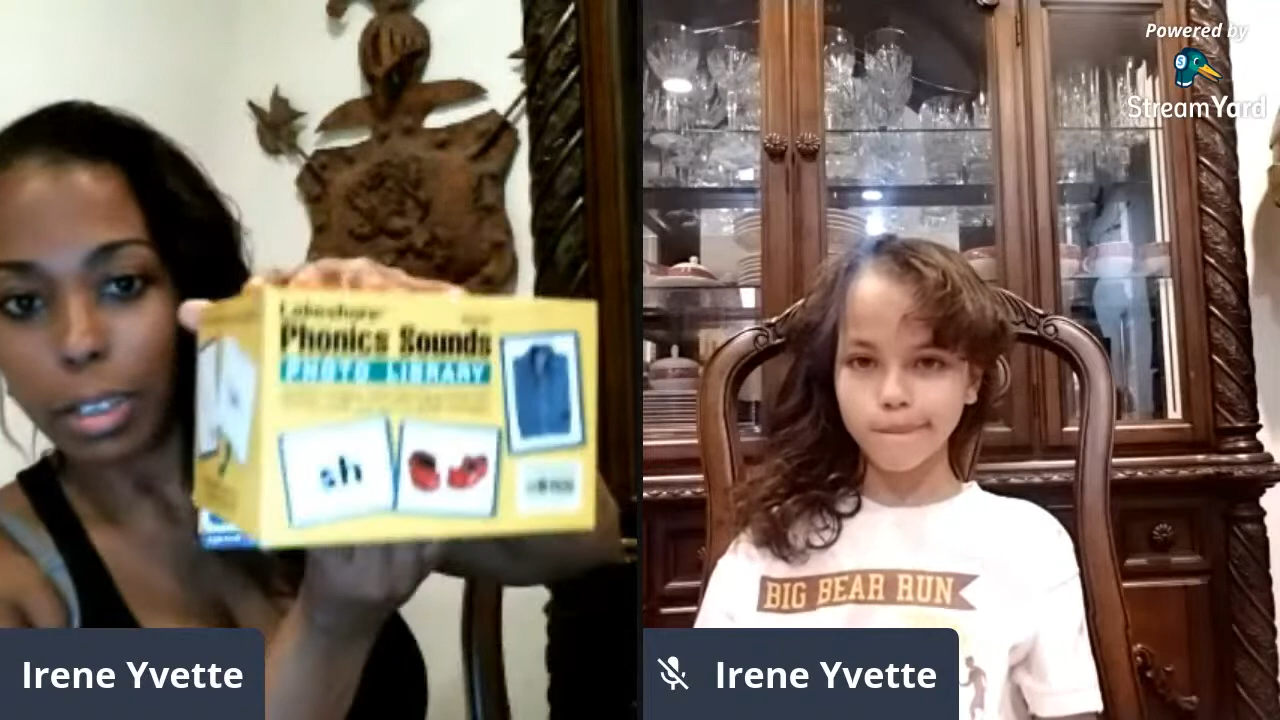 Lakeshore
Phonics Sounds
PHOTO LIBRARY
sh
Powered by
StreamYard
BIG BEAR RUN
Irene Yvette
Irene Yvette